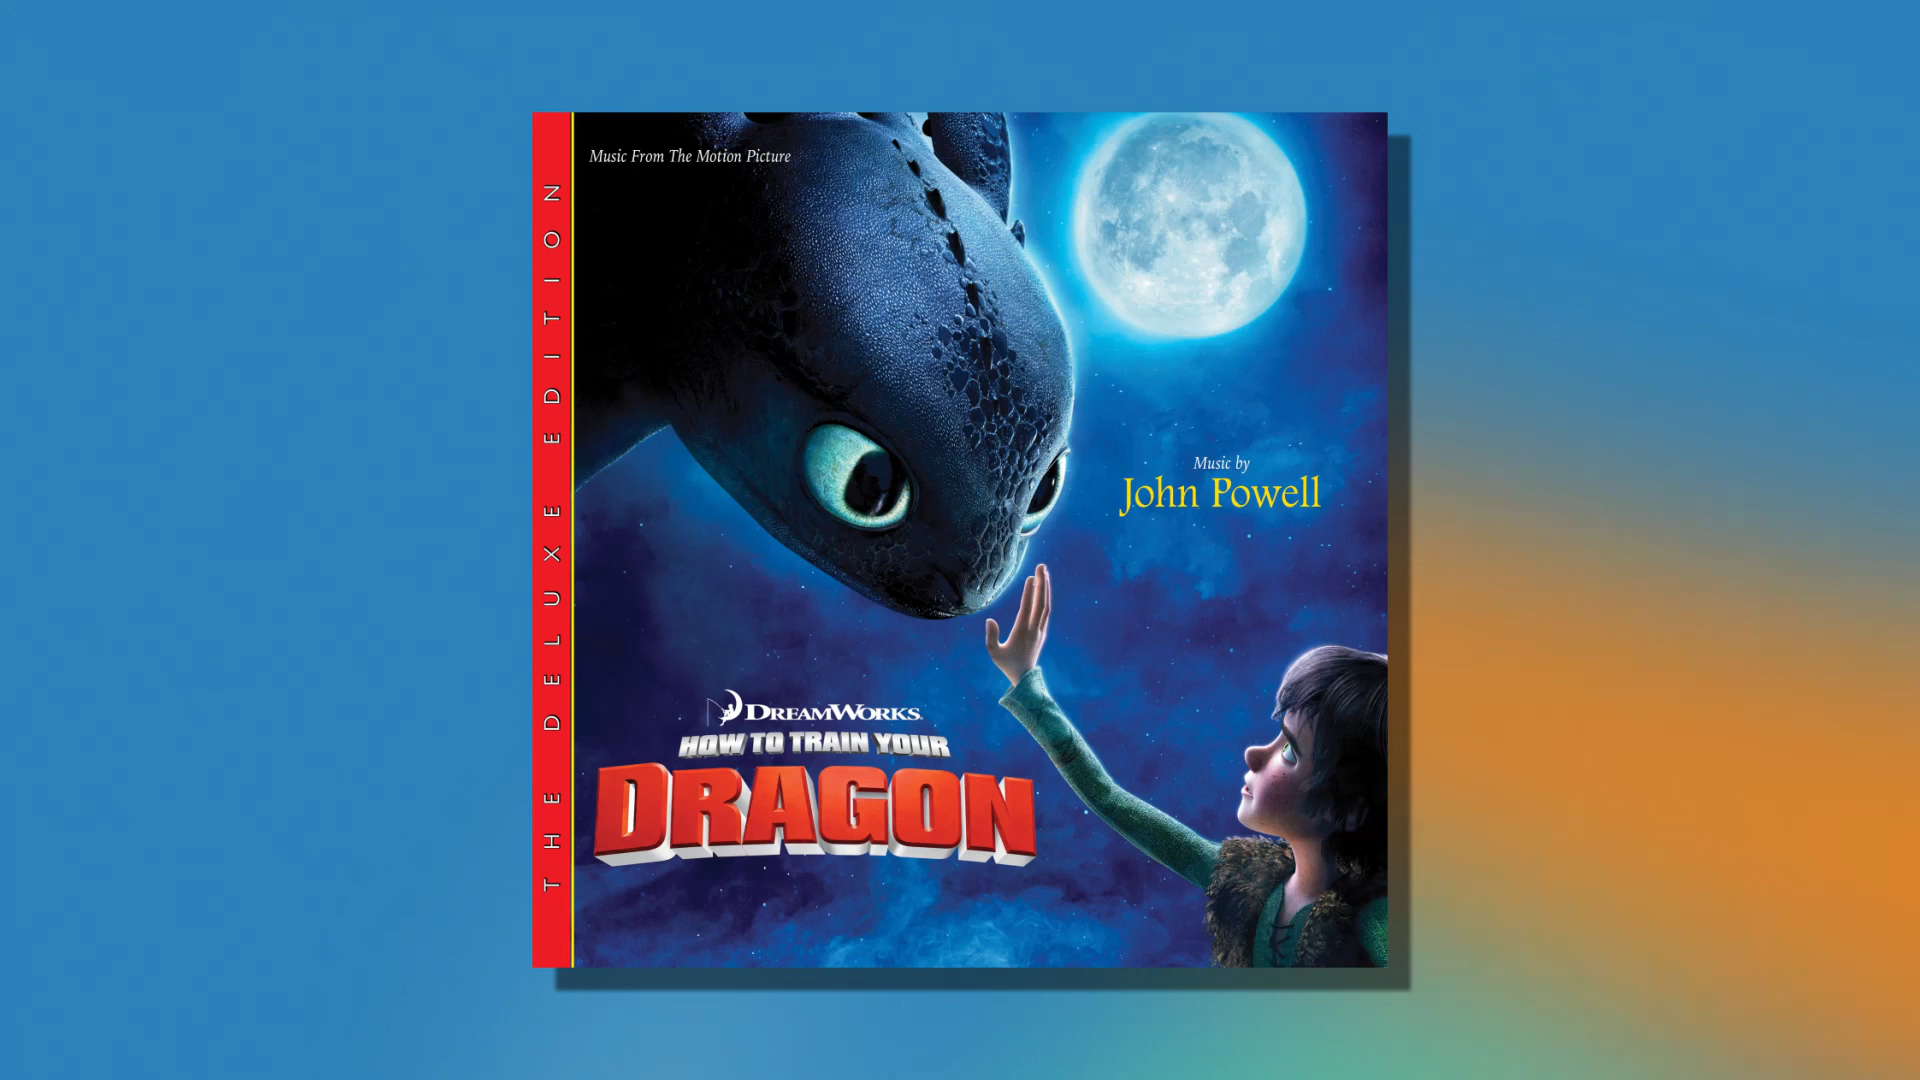 THE DELUXE EDITION
Music From The Motion Picture
Music by
John Powell
DREAMWORKS
HOW TO TRAIN YOUR
DRAGON